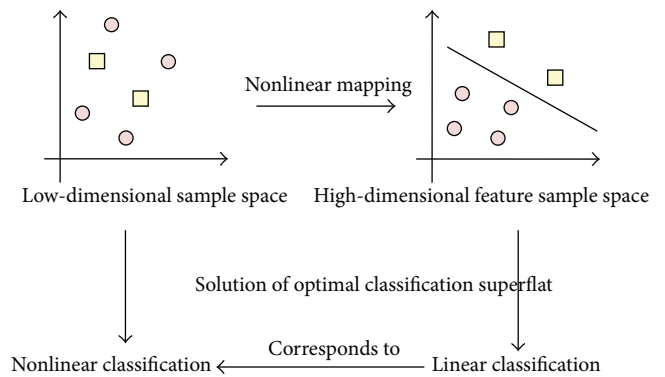 Nonlinear mapping
Low-dimensional sample space
High-dimensional feature sample space
Solution of optimal classification superflat
Corresponds to
Nonlinear classification
Linear classification